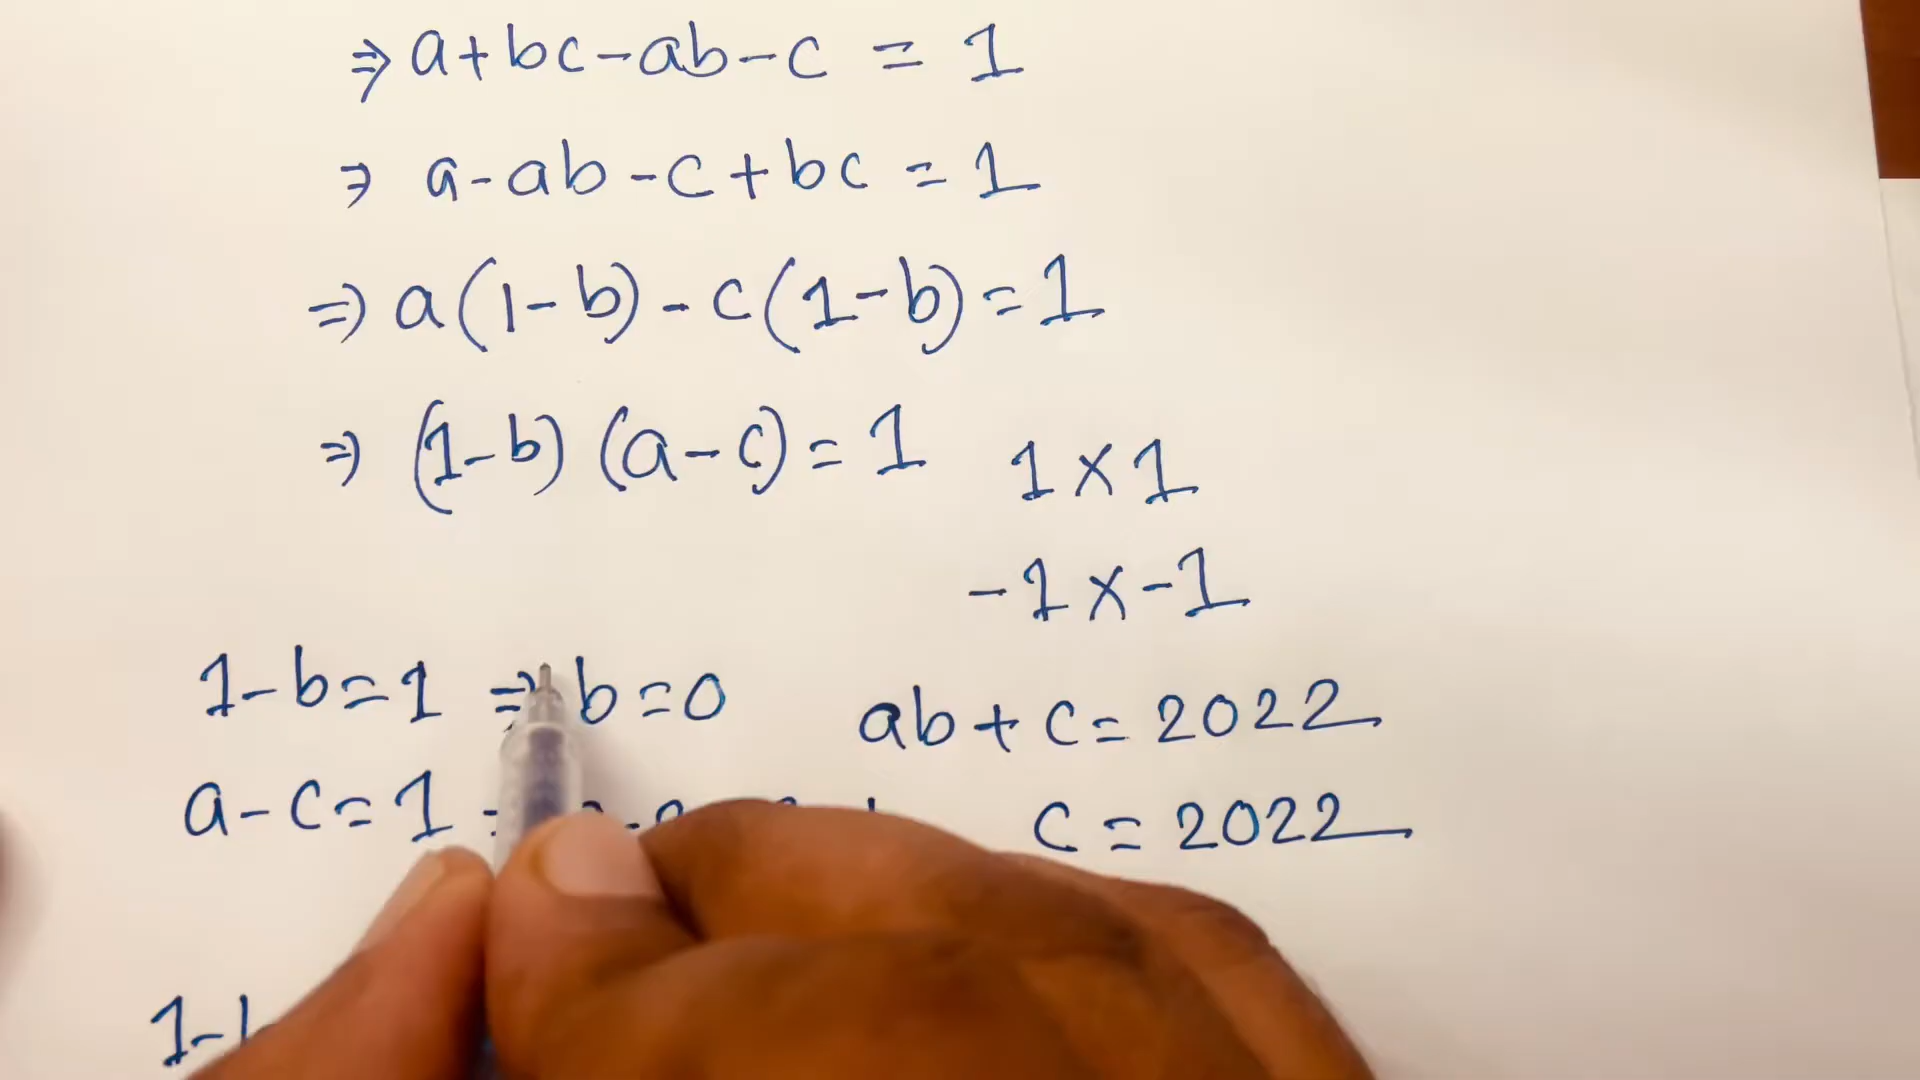 ⇒ a+bc-ab-c = 1
⇒ a-ab-c+bc = 1
⇒ a(1-b)-c(1-b)=1
⇒ (1-b)(a-c)=1 1×1
-1×-1
1-b=1 ⇒ b=0 ab+c=2022
a-c=1 c=2022
1-